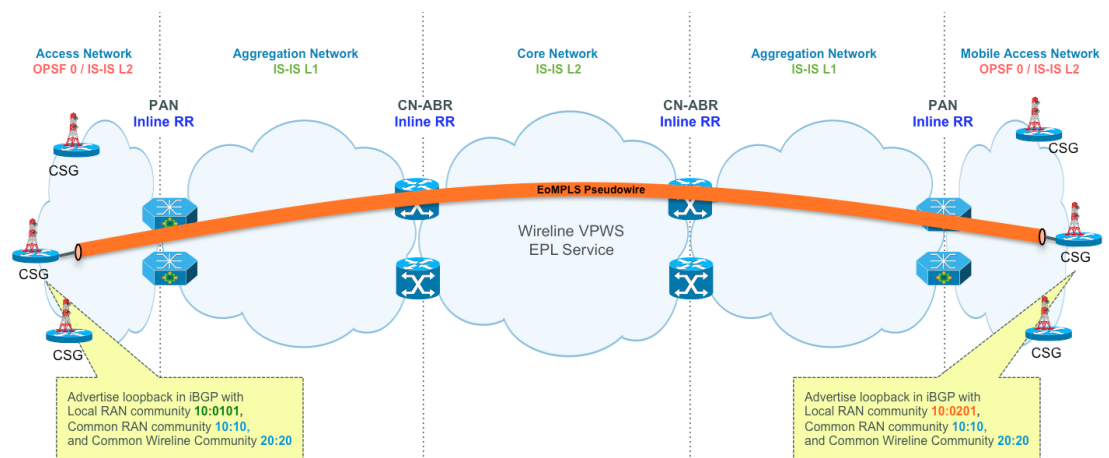 Access Network
OPSF 0 / IS-IS L2
Aggregation Network
IS-IS L1
Core Network
IS-IS L2
Aggregation Network
IS-IS L1
Mobile Access Network
OPSF 0 / IS-IS L2
PAN
Inline RR
CN-ABR
Inline RR
CN-ABR
Inline RR
PAN
Inline RR
CSG
CSG
CSG
CSG
CSG
CSG
EoMPLS Pseudowire
Wireline VPWS
EPL Service
Advertise loopback in iBGP with
Local RAN community 10:0101,
Common RAN community 10:10,
and Common Wireline Community 20:20
Advertise loopback in iBGP with
Local RAN community 10:0201,
Common RAN community 10:10,
and Common Wireline Community 20:20